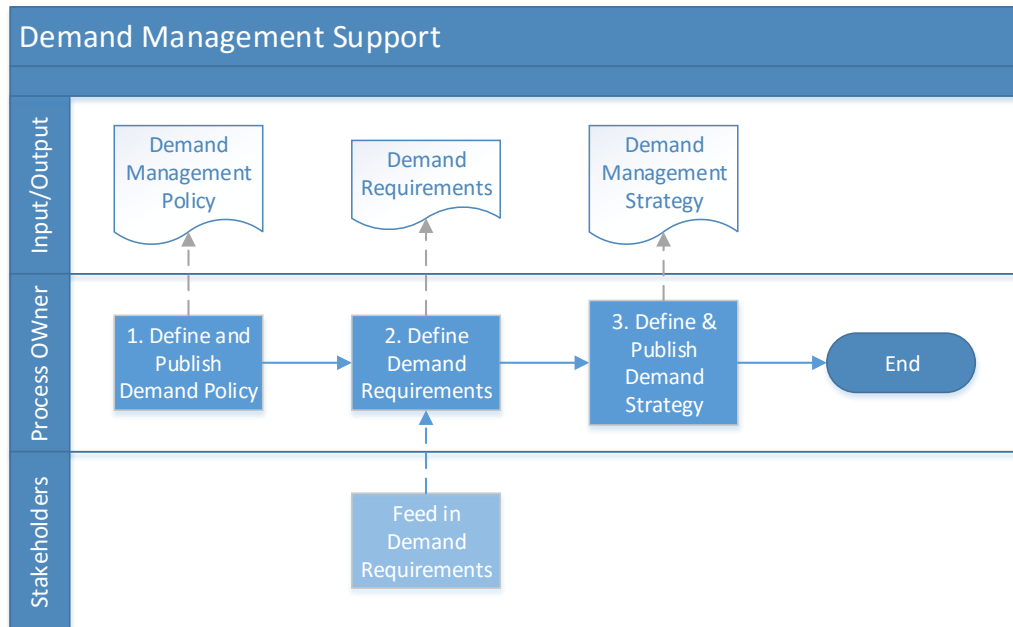 Demand Management Support
Input/Output
Demand
Management
Policy
Demand
Requirements
Demand
Management
Strategy
Process OWner
1. Define and
Publish
Demand Policy
2. Define
Demand
Requirements
3. Define &
Publish
Demand
Strategy
End
Stakeholders
Feed in
Demand
Requirements